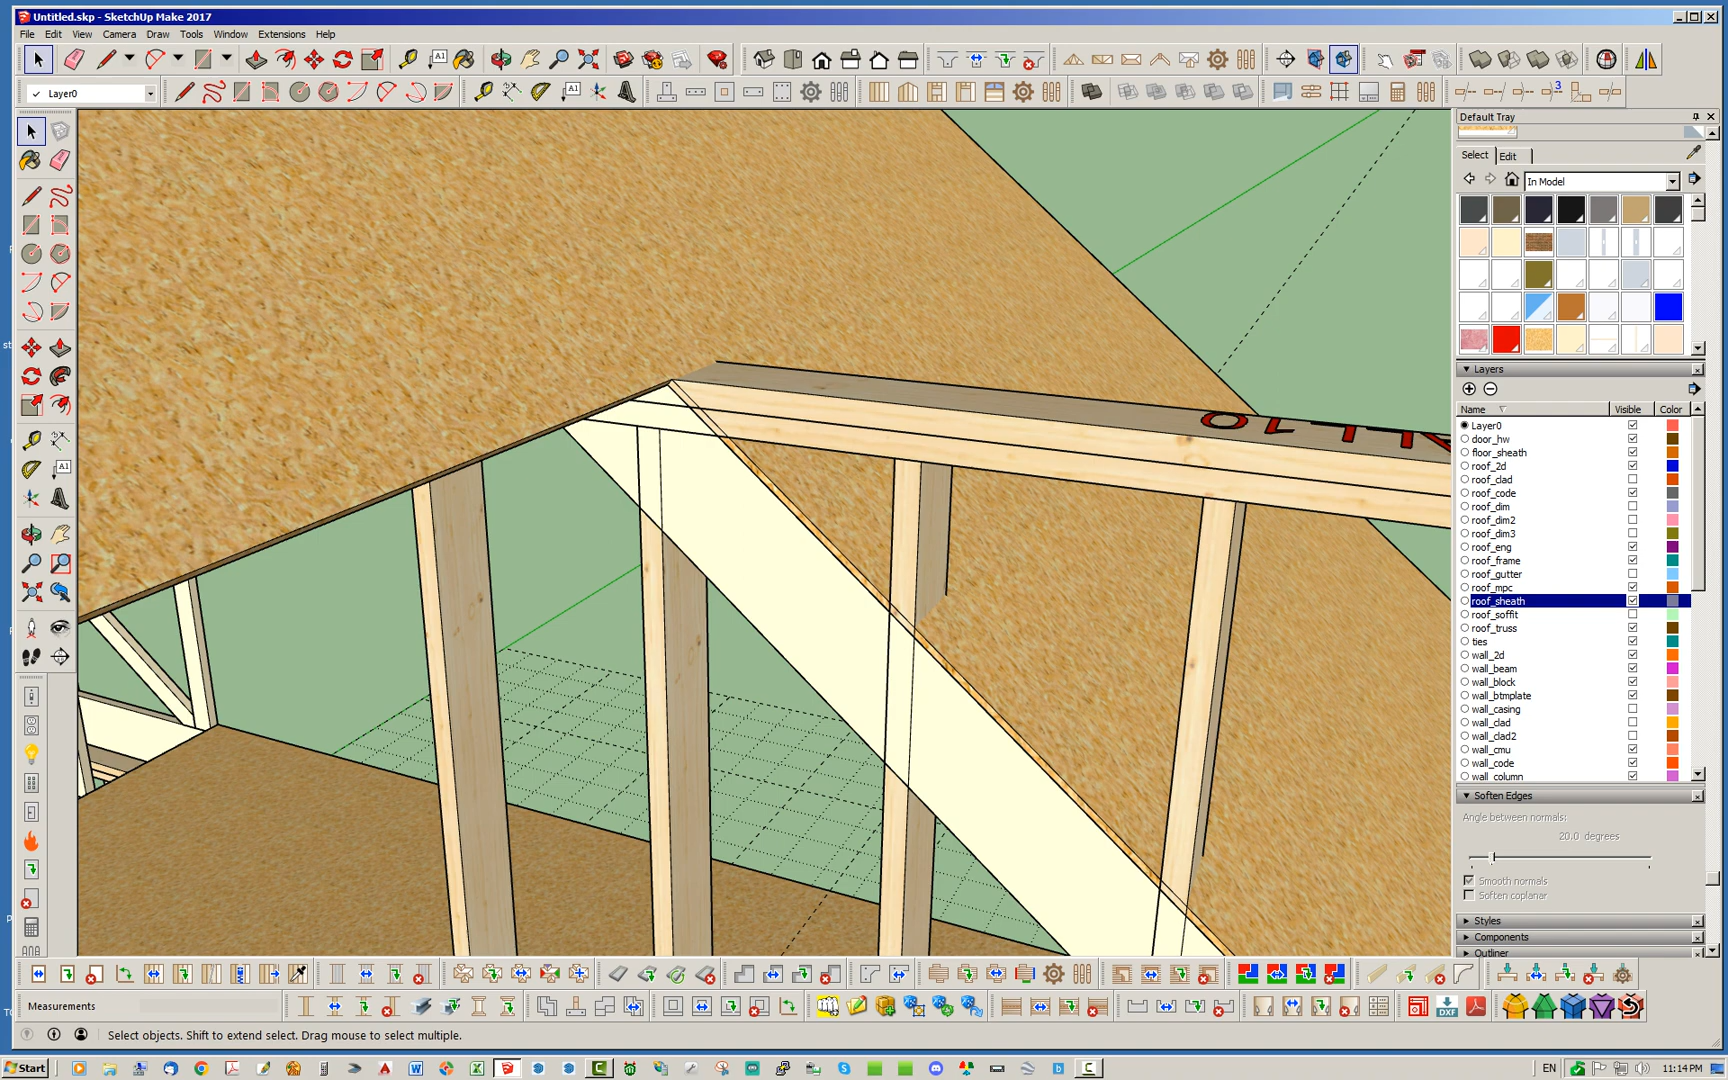 Untitled.skp - SketchUp Make 2017
File Edit View Camera Draw Tools Window Extensions Help
Layer0
Default Tray
Select Edit
In Model
Layers
Name Visible Color
Layer0
door_hw
floor_sheath
roof_2d
roof_clad
roof_code
roof_dim
roof_dim2
roof_dim3
roof_eng
roof_frame
roof_gutter
roof_mpc
roof_sheath
roof_soffit
roof_truss
ties
wall_2d
wall_beam
wall_block
wall_btmplate
wall_casing
wall_clad
wall_clad2
wall_cmu
wall_code
wall_column
Soften Edges
Angle between normals:
20.0 degrees
Smooth normals
Soften coplanar
Styles
Components
Outliner
Measurements
Select objects. Shift to extend select. Drag mouse to select multiple.
Start
EN
11:14 PM